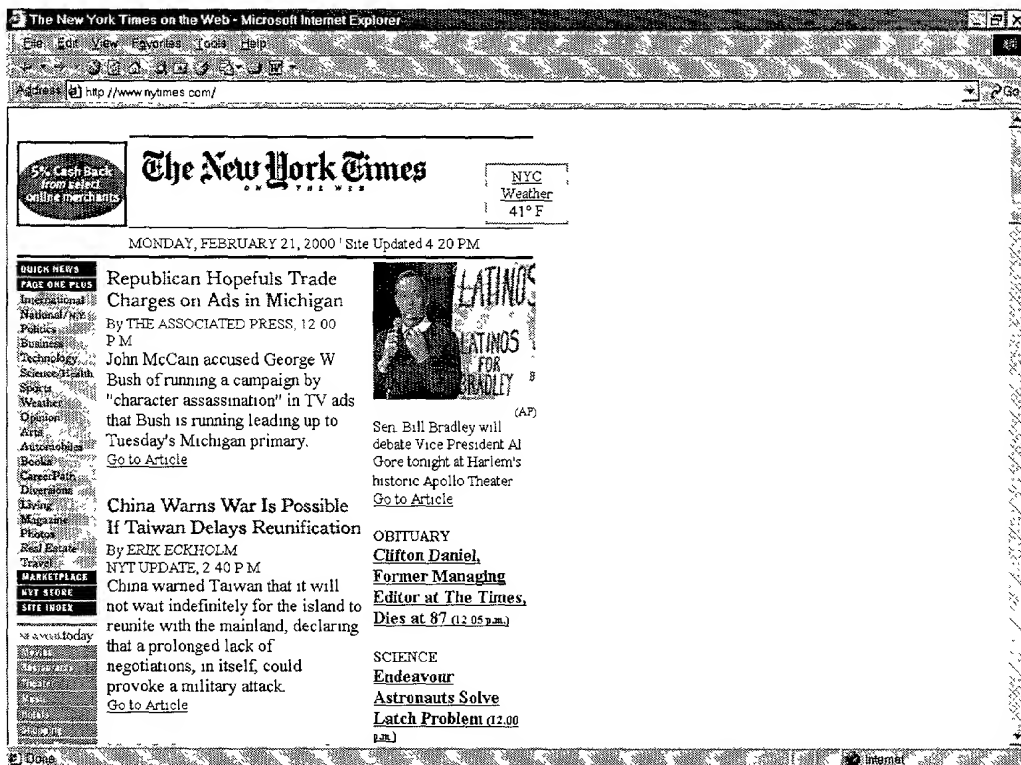 The New York Times on the Web - Microsoft Internet Explorer
File Edit View Favorites Tools Help
Address http //www nytimes com/ Go
5% Cash Back
from select
online merchants
The New York Times
ON THE WEB
NYC
Weather
41° F
MONDAY, FEBRUARY 21, 2000 | Site Updated 4 20 PM
QUICK NEWS
PAGE ONE PLUS
International
National/N.Y.
Politics
Business
Technology
Science/Health
Sports
Weather
Opinion
Arts
Automobiles
Books
CareerPath
Diversions
Living
Magazine
Photos
Real Estate
Travel
MARKETPLACE
NYT STORE
SITE INDEX
today
Republican Hopefuls Trade
Charges on Ads in Michigan
By THE ASSOCIATED PRESS, 12 00
P M
John McCain accused George W
Bush of running a campaign by
"character assassination" in TV ads
that Bush is running leading up to
Tuesday's Michigan primary.
Go to Article
China Warns War Is Possible
If Taiwan Delays Reunification
By ERIK ECKHOLM
NYT UPDATE, 2 40 P M
China warned Taiwan that it will
not wait indefinitely for the island to
reunite with the mainland, declaring
that a prolonged lack of
negotiations, in itself, could
provoke a military attack.
Go to Article
LATINOS
LATINOS
FOR
BRADLEY
(AP)
Sen. Bill Bradley will
debate Vice President Al
Gore tonight at Harlem's
historic Apollo Theater
Go to Article
OBITUARY
Clifton Daniel,
Former Managing
Editor at The Times,
Dies at 87 (12 05 p.m.)
SCIENCE
Endeavour
Astronauts Solve
Latch Problem (12.00
p.m.)
Done Internet